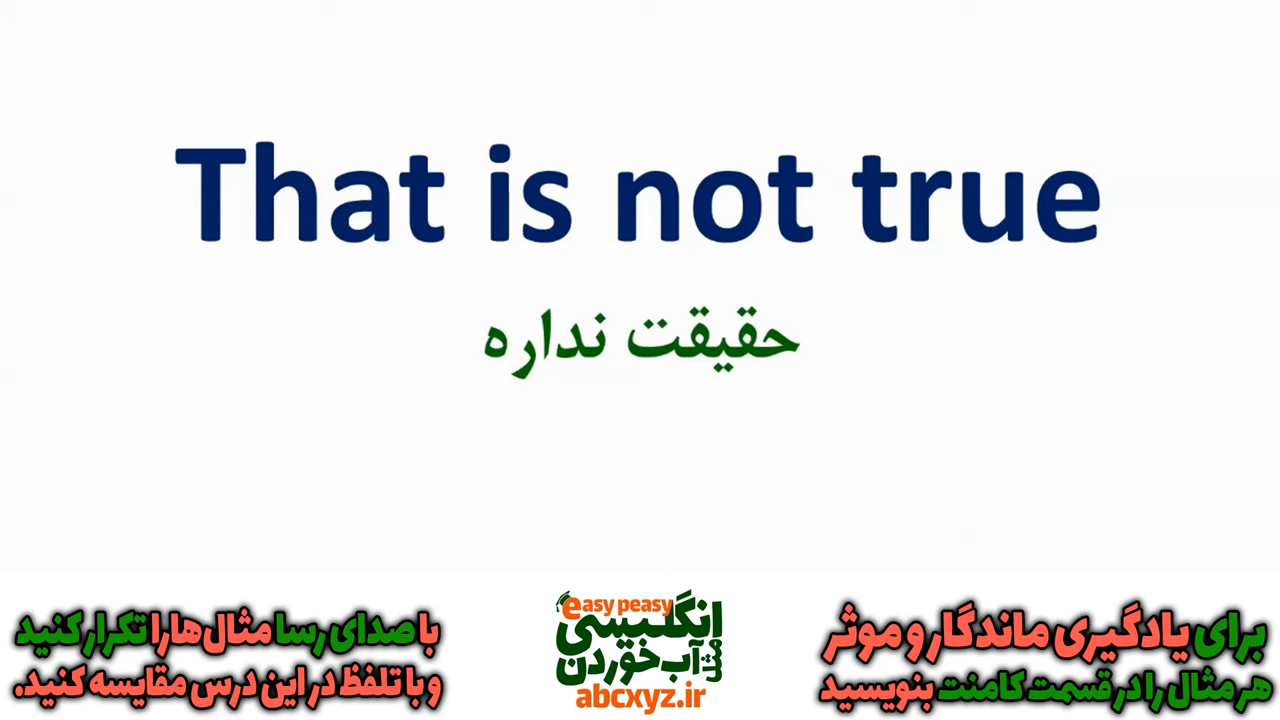 That is not true
حقیقت نداره
برای یادگیری ماندگار و موثر
هر مثال را در قسمت کامنت بنویسید
easy peasy
انگلیسی
مثل آب خوردن
abcxyz.ir
با صدای رسا مثال‌ها را تکرار کنید
و با تلفظ در این درس مقایسه کنید.